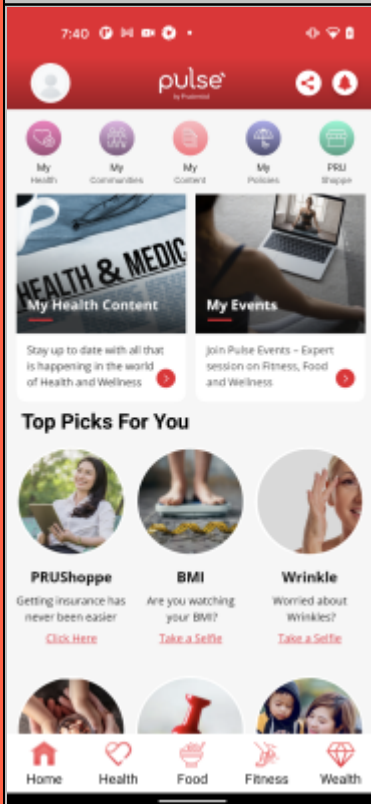 7:40
pulse
by Prudential
My Health
My Communities
My Content
My Policies
PRU Shoppe
HEALTH & MEDIC
My Health Content
My Events
Stay up to date with all that
is happening in the world
of Health and Wellness
Join Pulse Events – Expert
session on Fitness, Food
and Wellness
Top Picks For You
PRUShoppe
BMI
Wrinkle
Getting insurance has
never been easier
Are you watching
your BMI?
Worried about
Wrinkles?
Click Here
Take a Selfie
Take a Selfie
Home
Health
Food
Fitness
Wealth